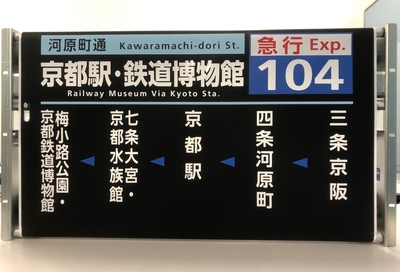 河原町通 Kawaramachi-dori St.
急行 Exp.
京都駅・鉄道博物館
Railway Museum Via Kyoto Sta.
104
三条京阪
四条河原町
京都駅
七条大宮・
京都水族館
梅小路公園・
京都鉄道博物館